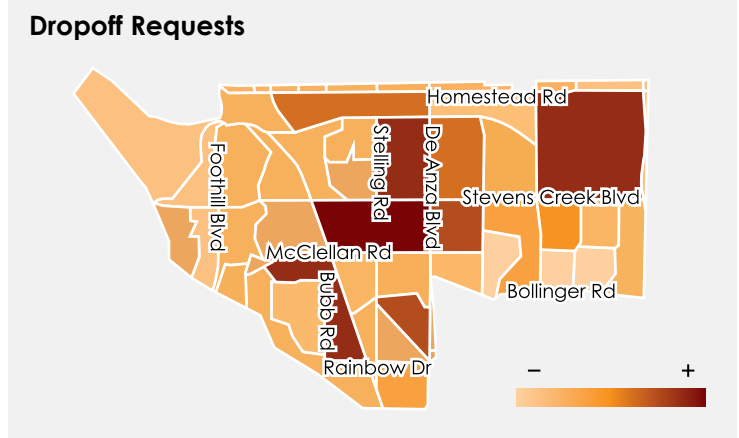 Dropoff Requests
Homestead Rd
Stelling Rd
De Anza Blvd
Foothill Blvd
Stevens Creek Blvd
McClellan Rd
Bubb Rd
Bollinger Rd
Rainbow Dr
− +